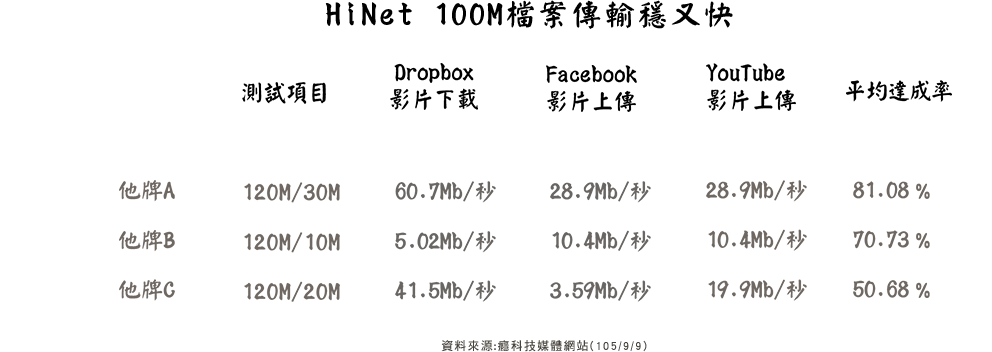 HiNet 100M檔案傳輸穩又快
測試項目 Dropbox 影片下載 Facebook 影片上傳 YouTube 影片上傳 平均達成率
他牌A 120M/30M 60.7Mb/秒 28.9Mb/秒 28.9Mb/秒 81.08%
他牌B 120M/10M 5.02Mb/秒 10.4Mb/秒 10.4Mb/秒 70.73%
他牌C 120M/20M 41.5Mb/秒 3.59Mb/秒 19.9Mb/秒 50.68%
資料來源:癮科技媒體網站(105/9/9)